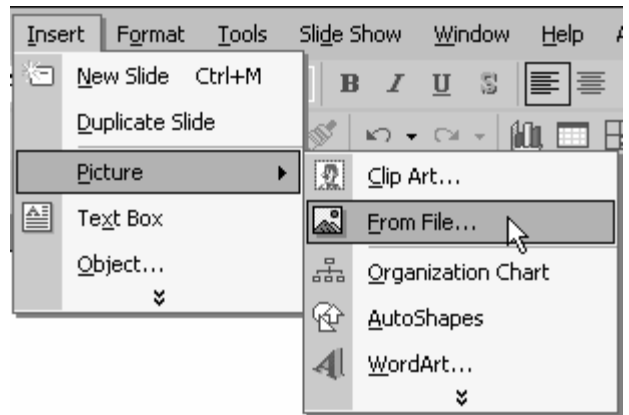 Insert Format Tools Slide Show Window Help
New Slide Ctrl+M B I U S
Duplicate Slide
Picture Clip Art...
Text Box From File...
Object... Organization Chart
AutoShapes
WordArt...